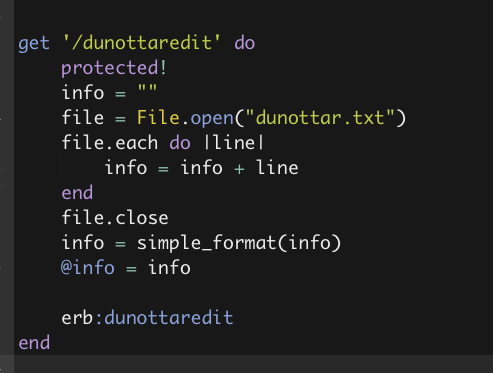 get '/dunottaredit' do
    protected!
    info = ""
    file = File.open("dunottar.txt")
    file.each do |line|
        info = info + line
    end
    file.close
    info = simple_format(info)
    @info = info

    erb:dunottaredit
end